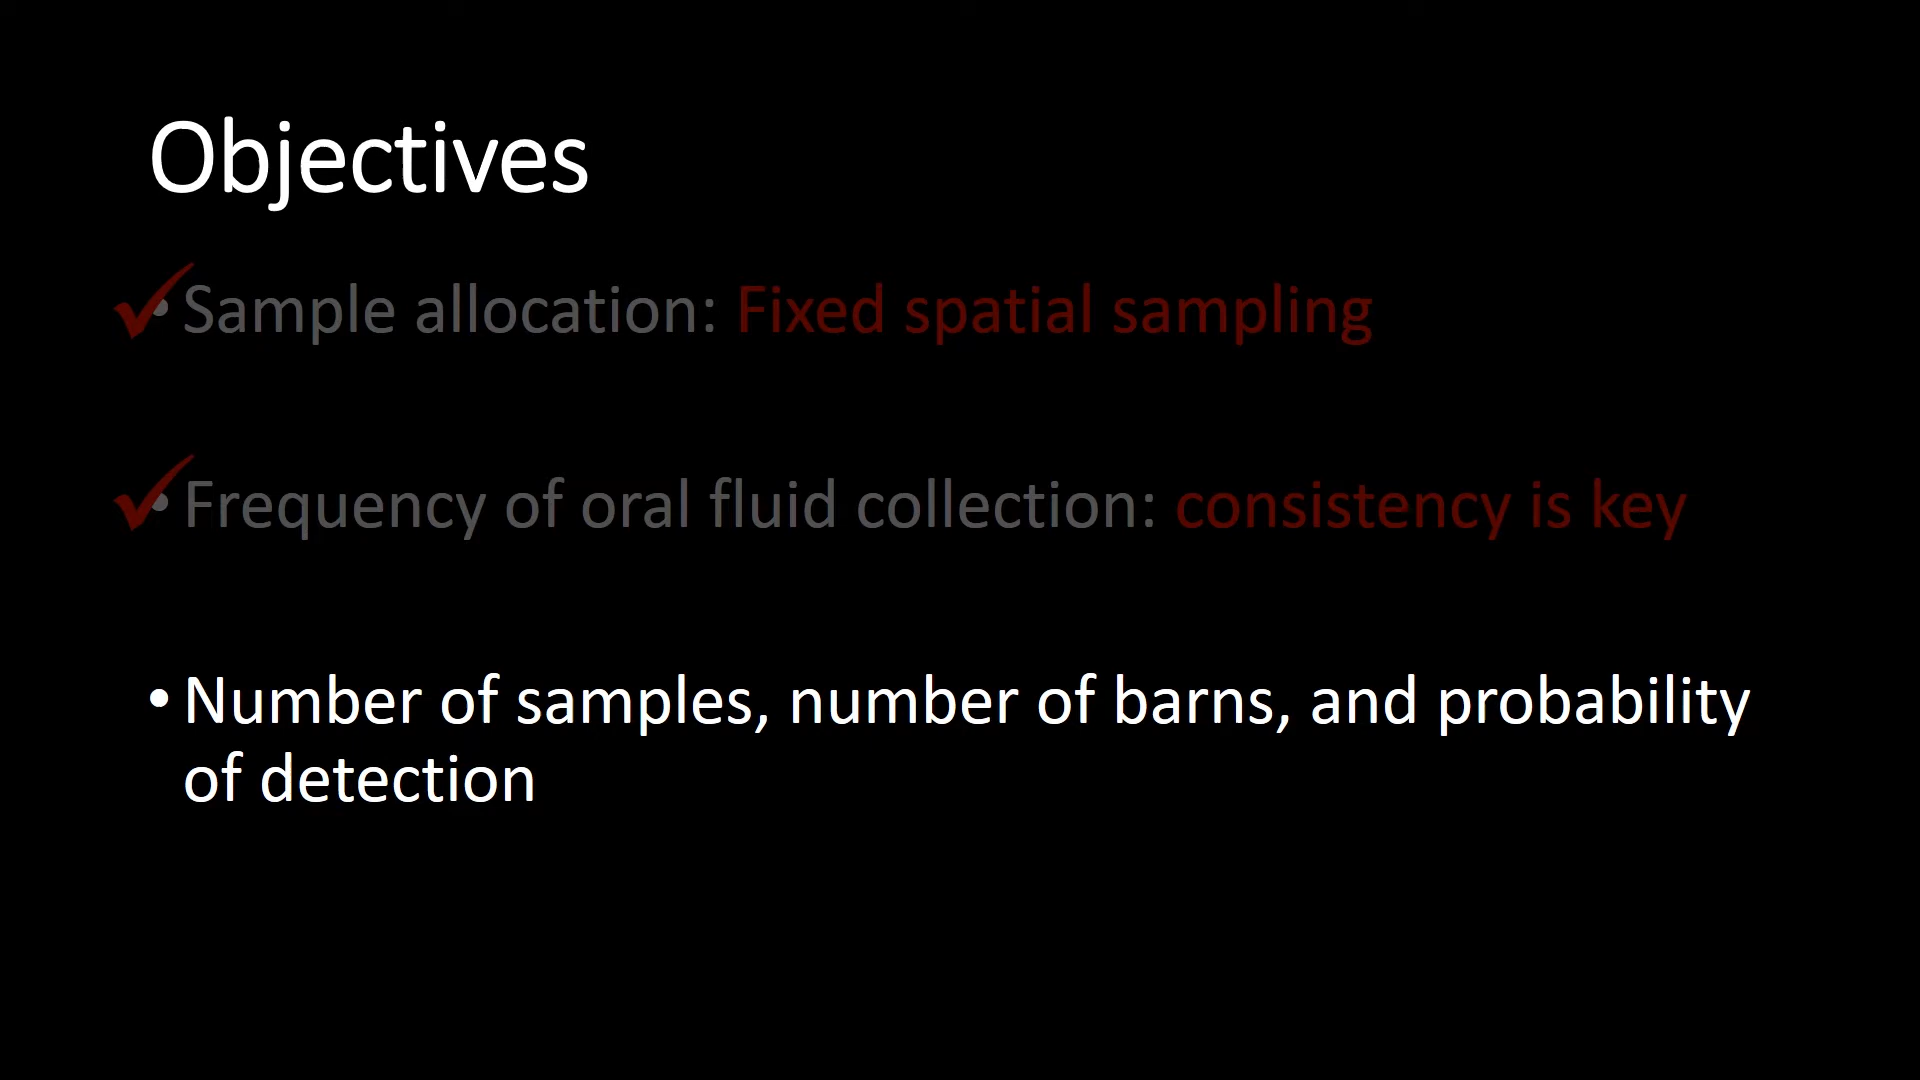 Objectives
• Sample allocation: Fixed spatial sampling
• Frequency of oral fluid collection: consistency is key
• Number of samples, number of barns, and probability
of detection